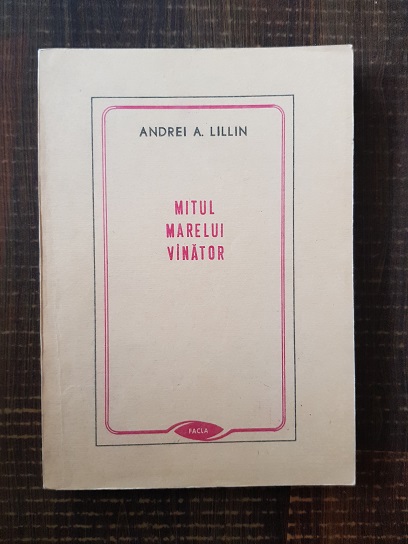 ANDREI A. LILLIN
MITUL
MARELUI
VÎNĂTOR
FACLA